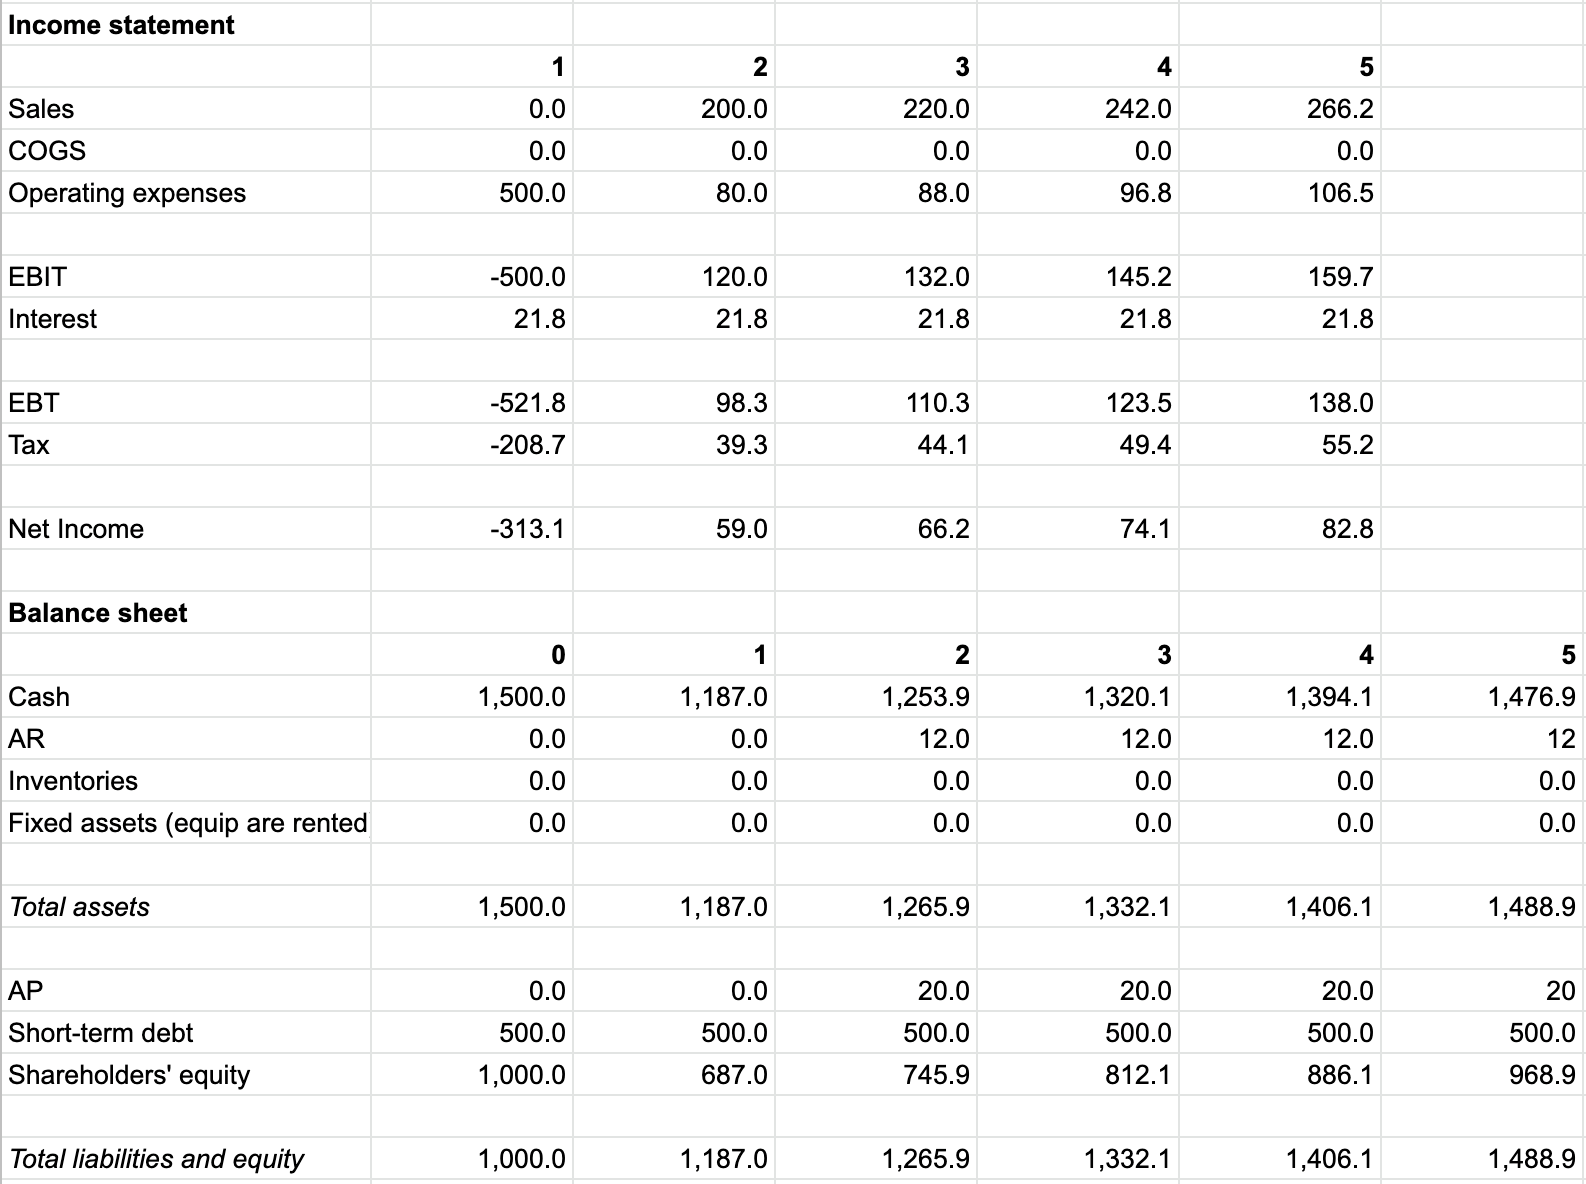 Income statement
1 2 3 4 5
Sales 0.0 200.0 220.0 242.0 266.2
COGS 0.0 0.0 0.0 0.0 0.0
Operating expenses 500.0 80.0 88.0 96.8 106.5
EBIT -500.0 120.0 132.0 145.2 159.7
Interest 21.8 21.8 21.8 21.8 21.8
EBT -521.8 98.3 110.3 123.5 138.0
Tax -208.7 39.3 44.1 49.4 55.2
Net Income -313.1 59.0 66.2 74.1 82.8
Balance sheet
0 1 2 3 4 5
Cash 1,500.0 1,187.0 1,253.9 1,320.1 1,394.1 1,476.9
AR 0.0 0.0 12.0 12.0 12.0 12
Inventories 0.0 0.0 0.0 0.0 0.0 0.0
Fixed assets (equip are rented 0.0 0.0 0.0 0.0 0.0 0.0
Total assets 1,500.0 1,187.0 1,265.9 1,332.1 1,406.1 1,488.9
AP 0.0 0.0 20.0 20.0 20.0 20
Short-term debt 500.0 500.0 500.0 500.0 500.0 500.0
Shareholders' equity 1,000.0 687.0 745.9 812.1 886.1 968.9
Total liabilities and equity 1,000.0 1,187.0 1,265.9 1,332.1 1,406.1 1,488.9